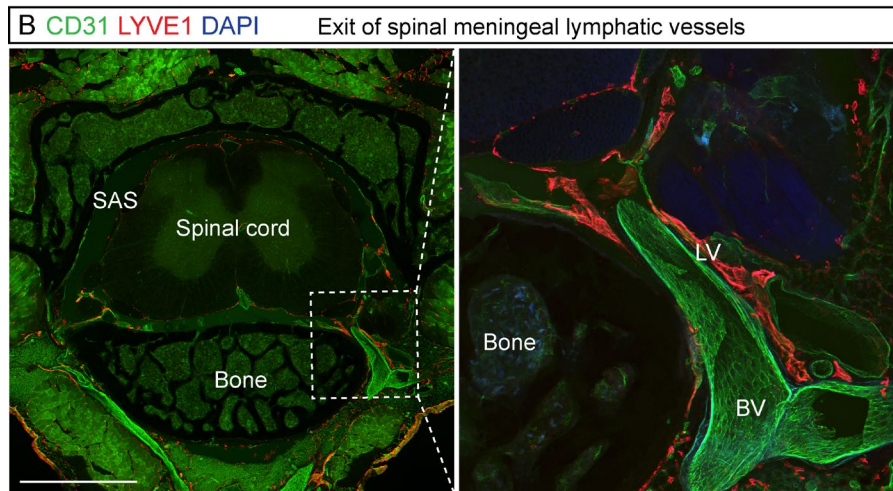 B CD31 LYVE1 DAPI Exit of spinal meningeal lymphatic vessels
SAS
Spinal cord
Bone
LV
Bone
BV